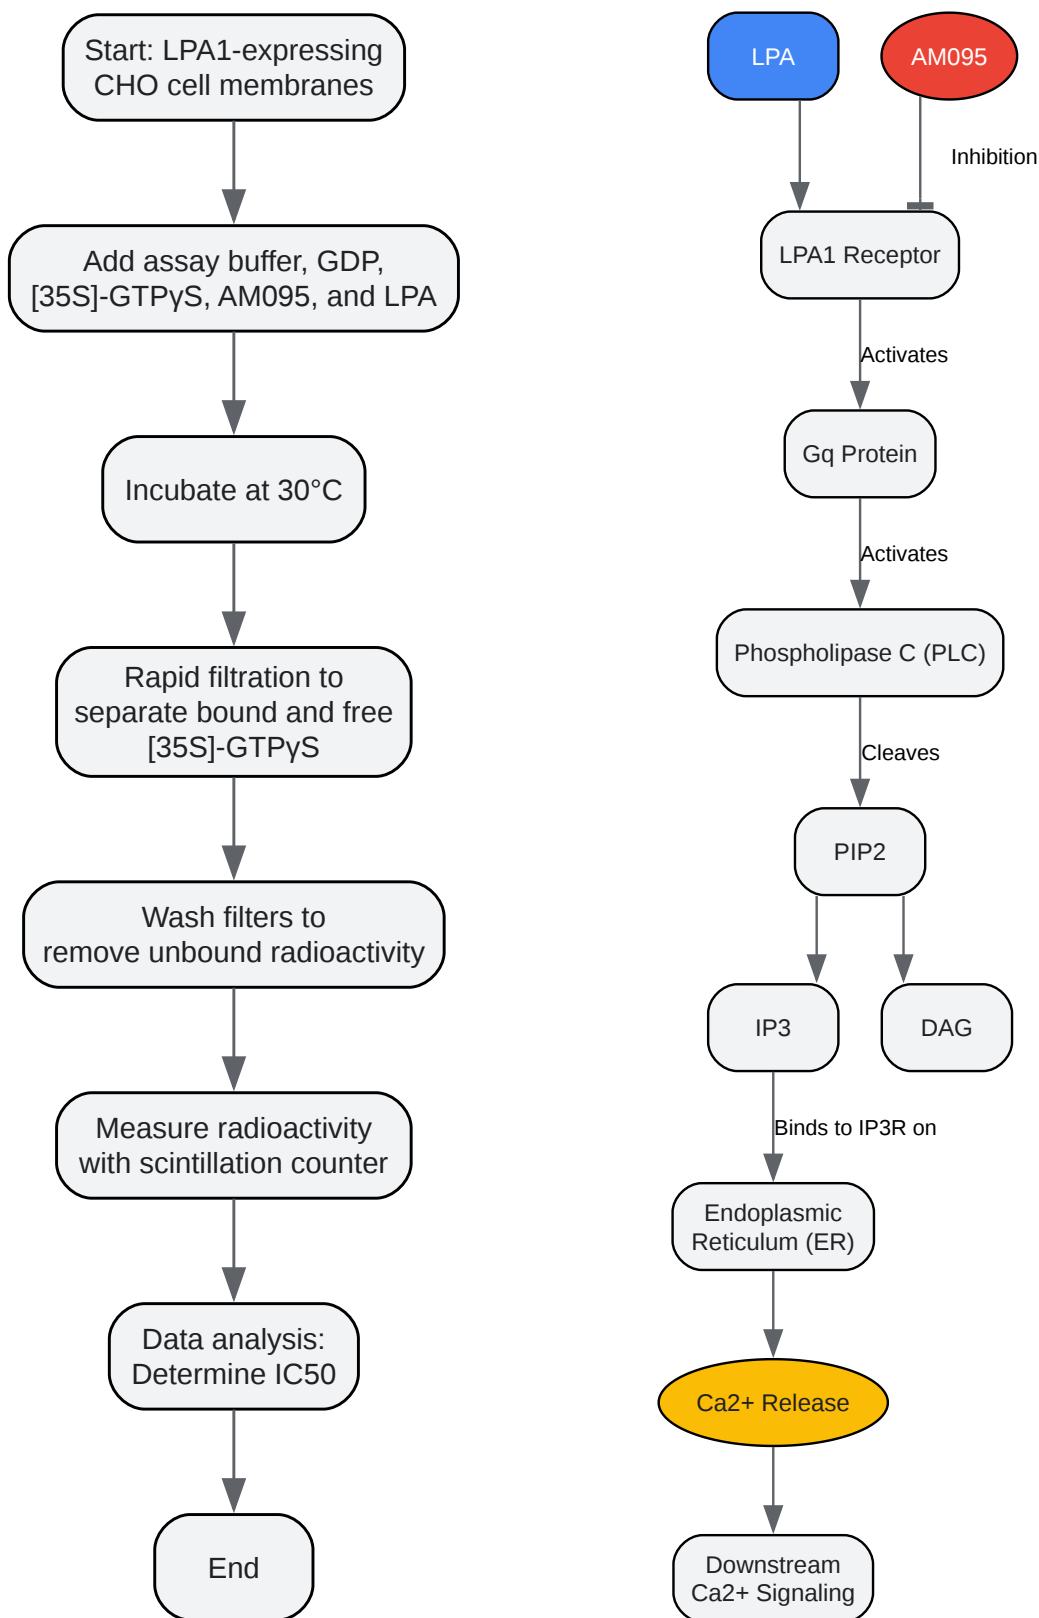 Start: LPA1-expressing
CHO cell membranes
Add assay buffer, GDP,
[35S]-GTPγS, AM095, and LPA
Incubate at 30°C
Rapid filtration to
separate bound and free
[35S]-GTPγS
Wash filters to
remove unbound radioactivity
Measure radioactivity
with scintillation counter
Data analysis:
Determine IC50
End
LPA
AM095
Inhibition
LPA1 Receptor
Activates
Gq Protein
Activates
Phospholipase C (PLC)
Cleaves
PIP2
IP3
DAG
Binds to IP3R on
Endoplasmic
Reticulum (ER)
Ca2+ Release
Downstream
Ca2+ Signaling